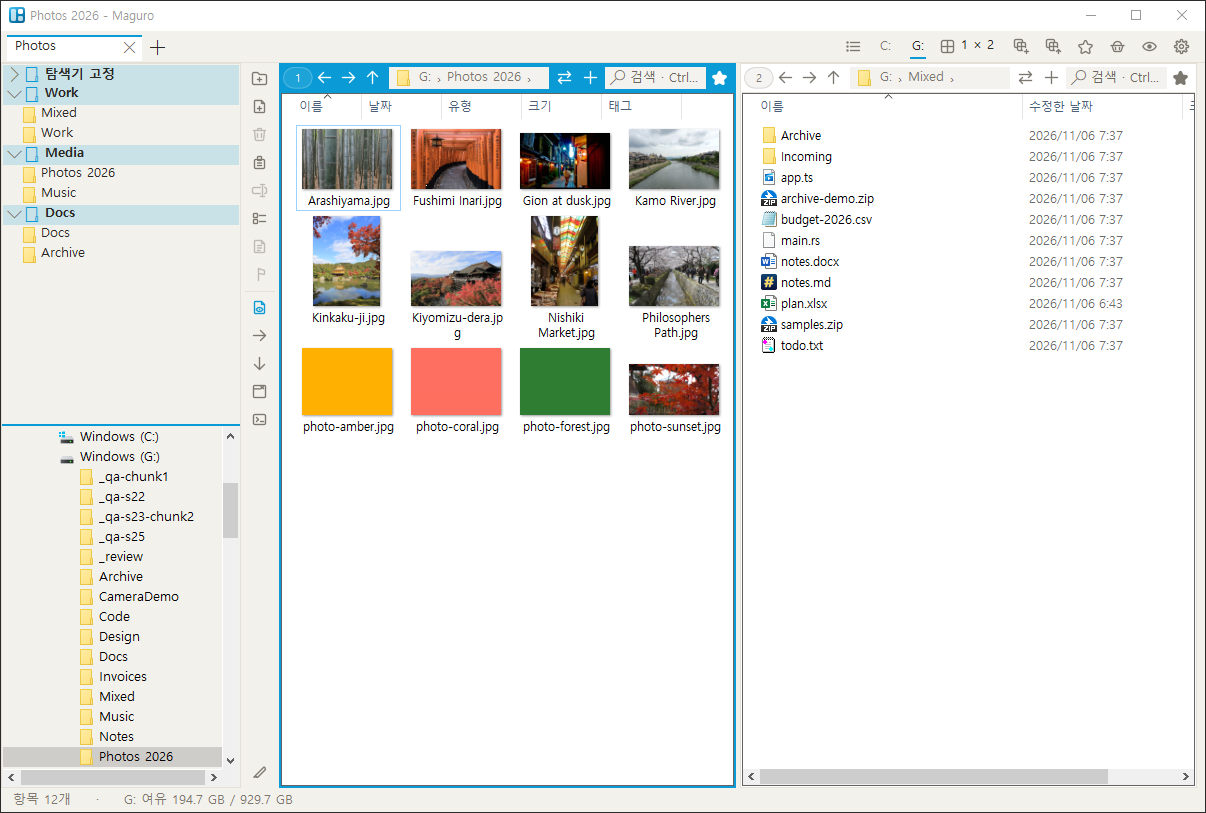 Photos 2026 - Maguro
Photos
C:
G:
1 × 2
탐색기 고정
Work
Mixed
Work
Media
Photos 2026
Music
Docs
Docs
Archive
Windows (C:)
Windows (G:)
_qa-chunk1
_qa-s22
_qa-s23-chunk2
_qa-s25
_review
Archive
CameraDemo
Code
Design
Docs
Invoices
Mixed
Music
Notes
Photos 2026
1
G: › Photos 2026 ›
검색 · Ctrl...
이름 날짜 유형 크기 태그
Arashiyama.jpg
Fushimi Inari.jpg
Gion at dusk.jpg
Kamo River.jpg
Kinkaku-ji.jpg
Kiyomizu-dera.jp
g
Nishiki
Market.jpg
Philosophers
Path.jpg
photo-amber.jpg
photo-coral.jpg
photo-forest.jpg
photo-sunset.jpg
2
G: › Mixed ›
검색 · Ctrl...
이름 수정한 날짜
Archive 2026/11/06 7:37
Incoming 2026/11/06 7:37
app.ts 2026/11/06 7:37
archive-demo.zip 2026/11/06 7:37
budget-2026.csv 2026/11/06 7:37
main.rs 2026/11/06 7:37
notes.docx 2026/11/06 7:37
notes.md 2026/11/06 7:37
plan.xlsx 2026/11/06 6:43
samples.zip 2026/11/06 7:37
todo.txt 2026/11/06 7:37
항목 12개 · G: 여유 194.7 GB / 929.7 GB